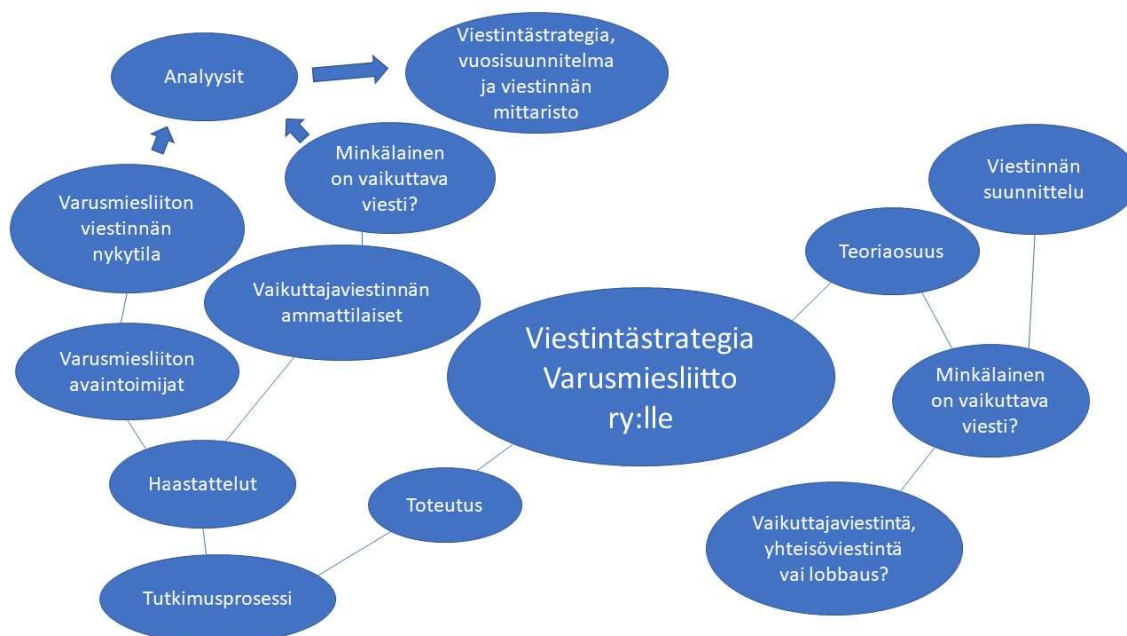 Analyysit
Viestintästrategia,
vuosisuunnitelma
ja viestinnän
mittaristo
Minkälainen
on vaikuttava
viesti?
Varusmiesliiton
viestinnän
nykytila
Viestinnän
suunnittelu
Teoriaosuus
Vaikuttajaviestinnän
ammattilaiset
Viestintästrategia
Varusmiesliitto
ry:lle
Varusmiesliiton
avaintoimijat
Minkälainen
on vaikuttava
viesti?
Haastattelut
Toteutus
Vaikuttajaviestintä,
yhteisöviestintä
vai lobbaus?
Tutkimusprosessi